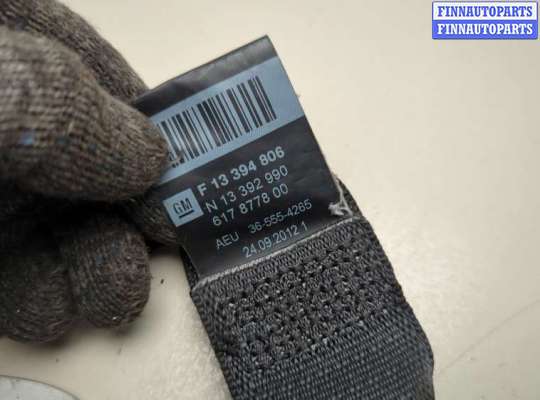 FINNAUTOPARTS
FINNAUTOPARTS
GM
F 13 394 806
N 13 392 990
617 8778 00
AEU 36-555-4265
24.09.2012 1